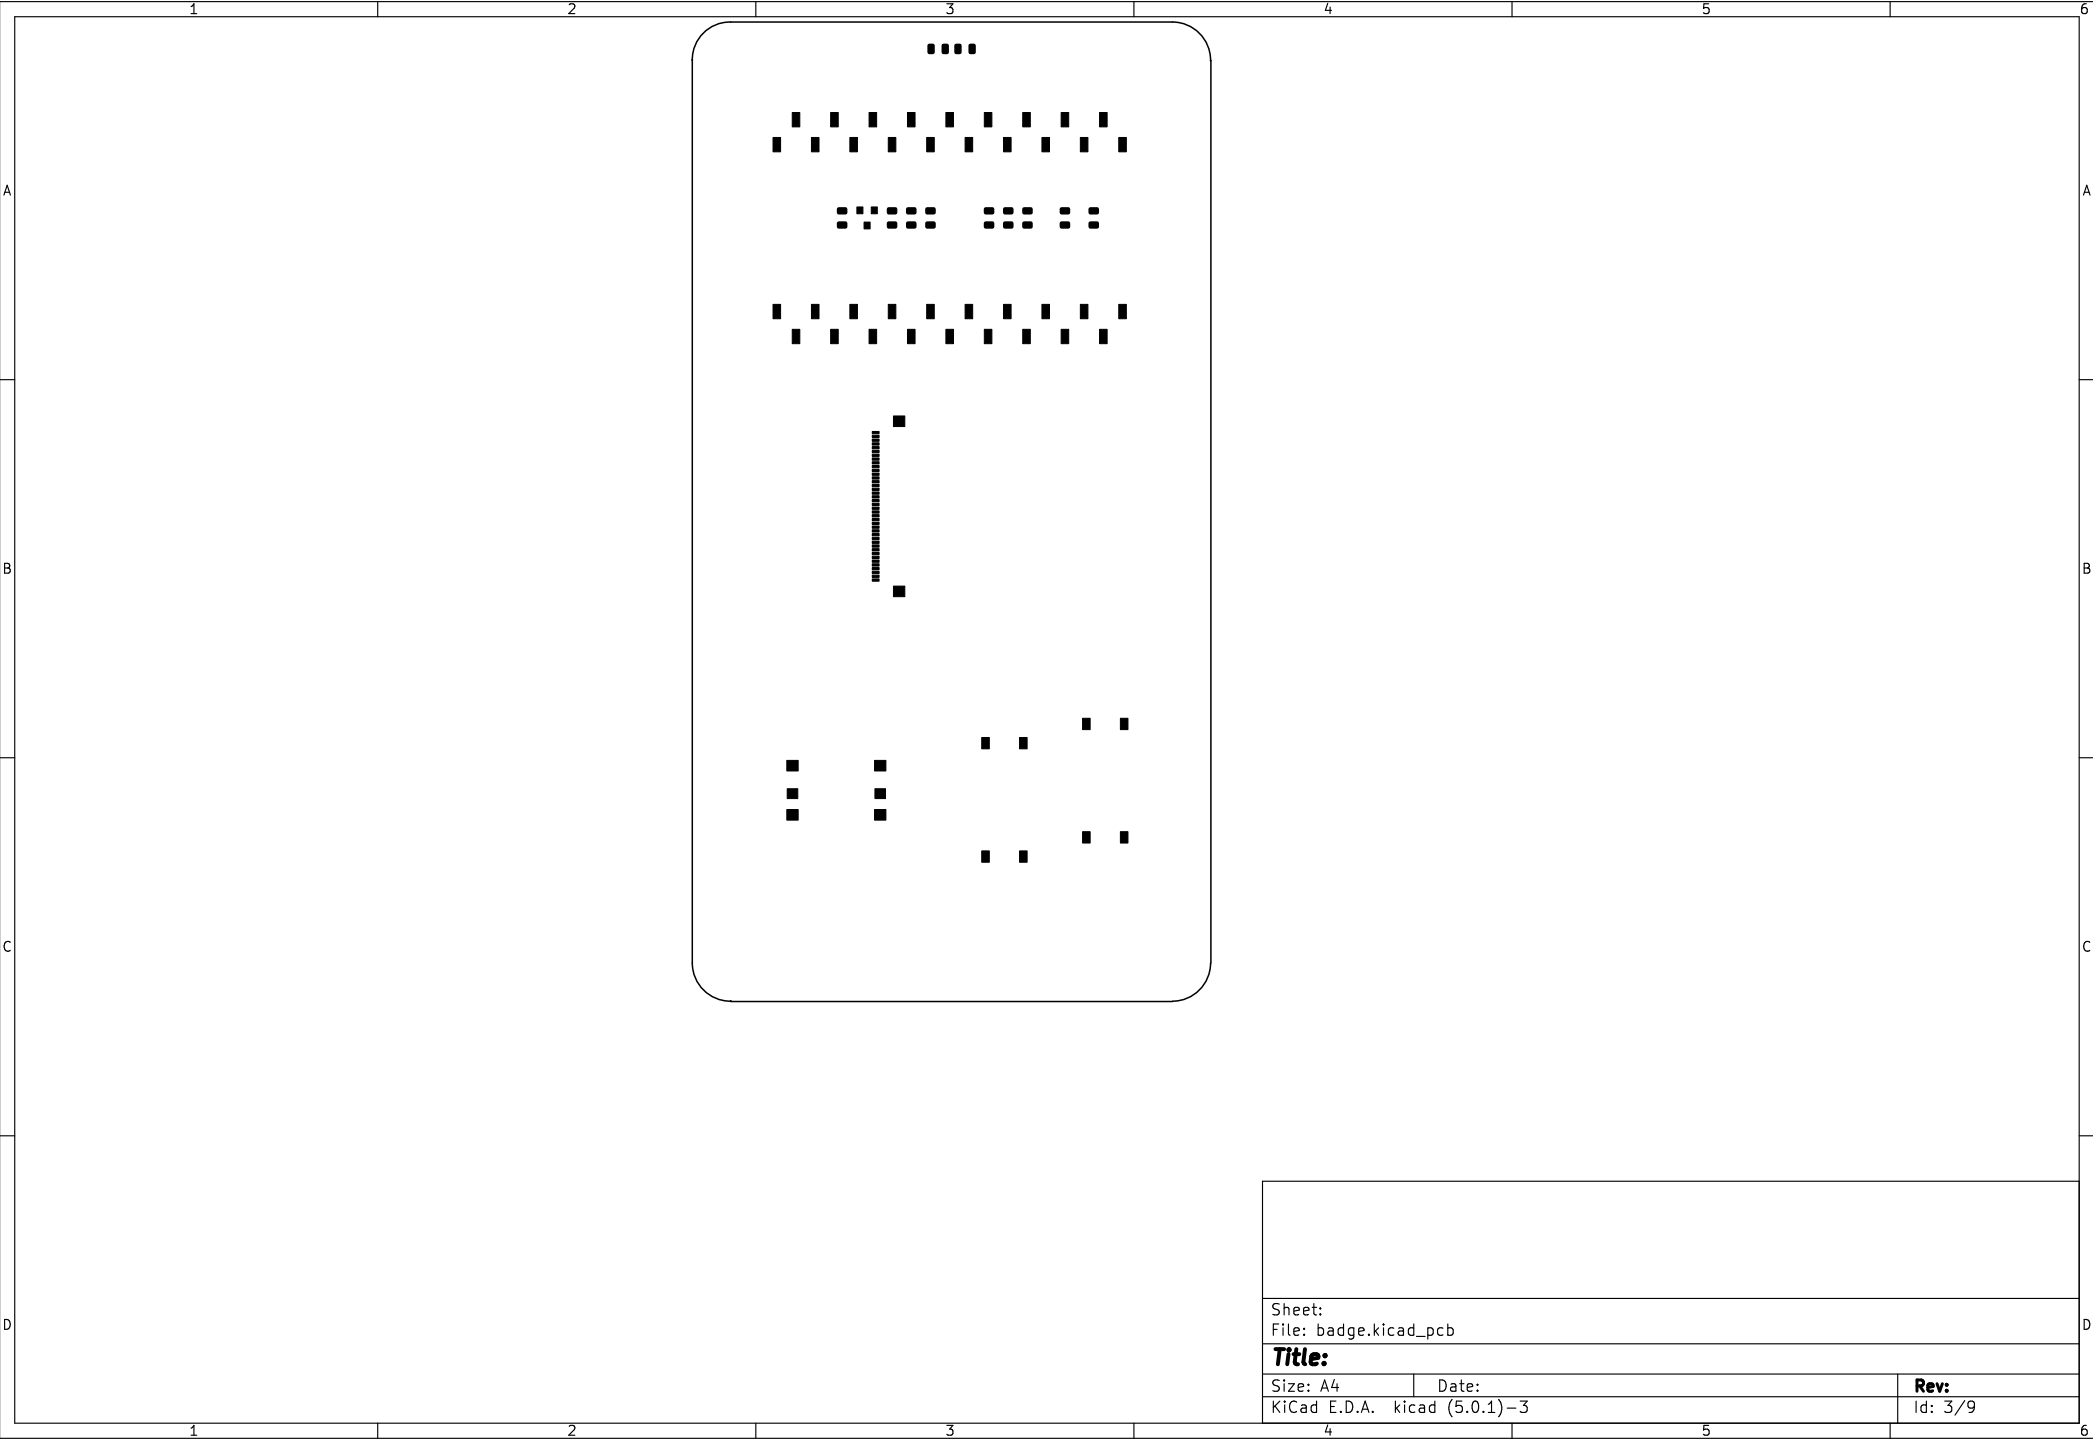 1 2 3 4 5 6
A A
B B
C C
D D
Sheet:
File: badge.kicad_pcb
Title:
Size: A4 Date: Rev:
KiCad E.D.A. kicad (5.0.1)-3 Id: 3/9
1 2 3 4 5 6